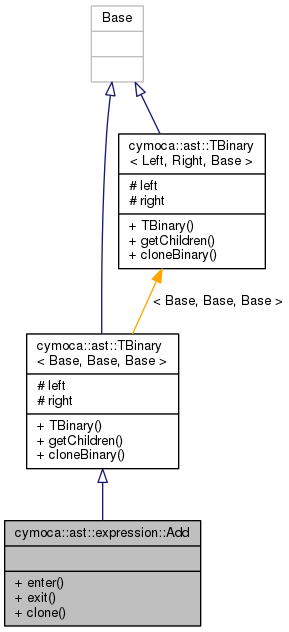 Base
cymoca::ast::TBinary
< Left, Right, Base >
# left
# right
+ TBinary()
+ getChildren()
+ cloneBinary()
< Base, Base, Base >
cymoca::ast::TBinary
< Base, Base, Base >
# left
# right
+ TBinary()
+ getChildren()
+ cloneBinary()
cymoca::ast::expression::Add
+ enter()
+ exit()
+ clone()